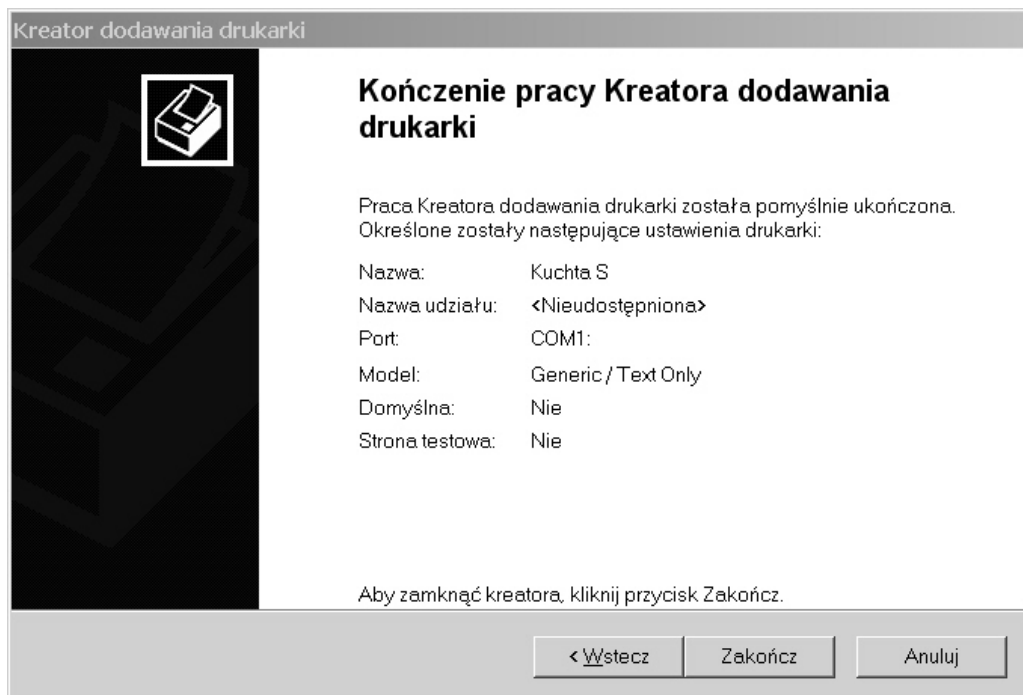 Kreator dodawania drukarki
Kończenie pracy Kreatora dodawania
drukarki
Praca Kreatora dodawania drukarki została pomyślnie ukończona.
Określone zostały następujące ustawienia drukarki:
Nazwa: Kuchta S
Nazwa udziału: <Nieudostępniona>
Port: COM1:
Model: Generic / Text Only
Domyślna: Nie
Strona testowa: Nie
Aby zamknąć kreatora, kliknij przycisk Zakończ.
< Wstecz Zakończ Anuluj